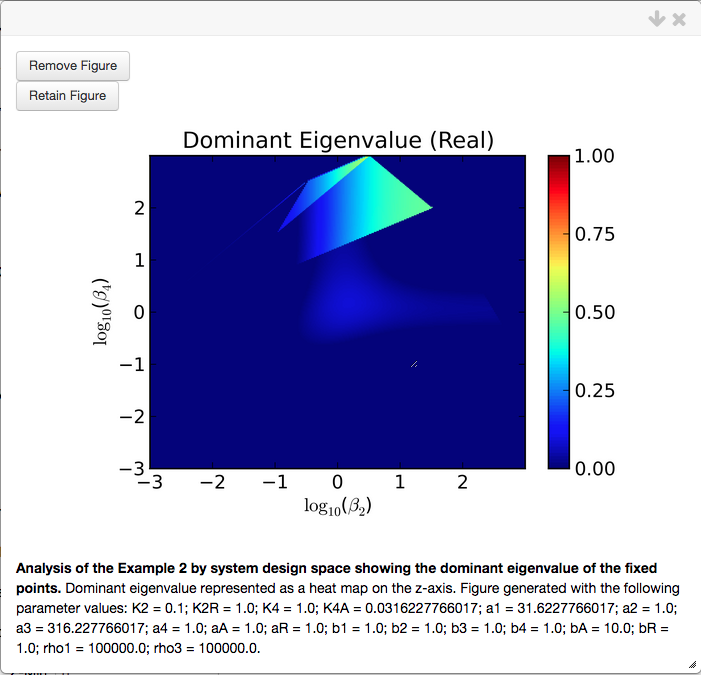 Remove Figure
Retain Figure
Dominant Eigenvalue (Real)
1.00
0.75
0.50
0.25
0.00
2
1
0
−1
−2
−3
log10(β4)
−3 −2 −1 0 1 2
log10(β2)
Analysis of the Example 2 by system design space showing the dominant eigenvalue of the fixed
points. Dominant eigenvalue represented as a heat map on the z-axis. Figure generated with the following
parameter values: K2 = 0.1; K2R = 1.0; K4 = 1.0; K4A = 0.0316227766017; a1 = 31.6227766017; a2 = 1.0;
a3 = 316.227766017; a4 = 1.0; aA = 1.0; aR = 1.0; b1 = 1.0; b2 = 1.0; b3 = 1.0; b4 = 1.0; bA = 10.0; bR =
1.0; rho1 = 100000.0; rho3 = 100000.0.